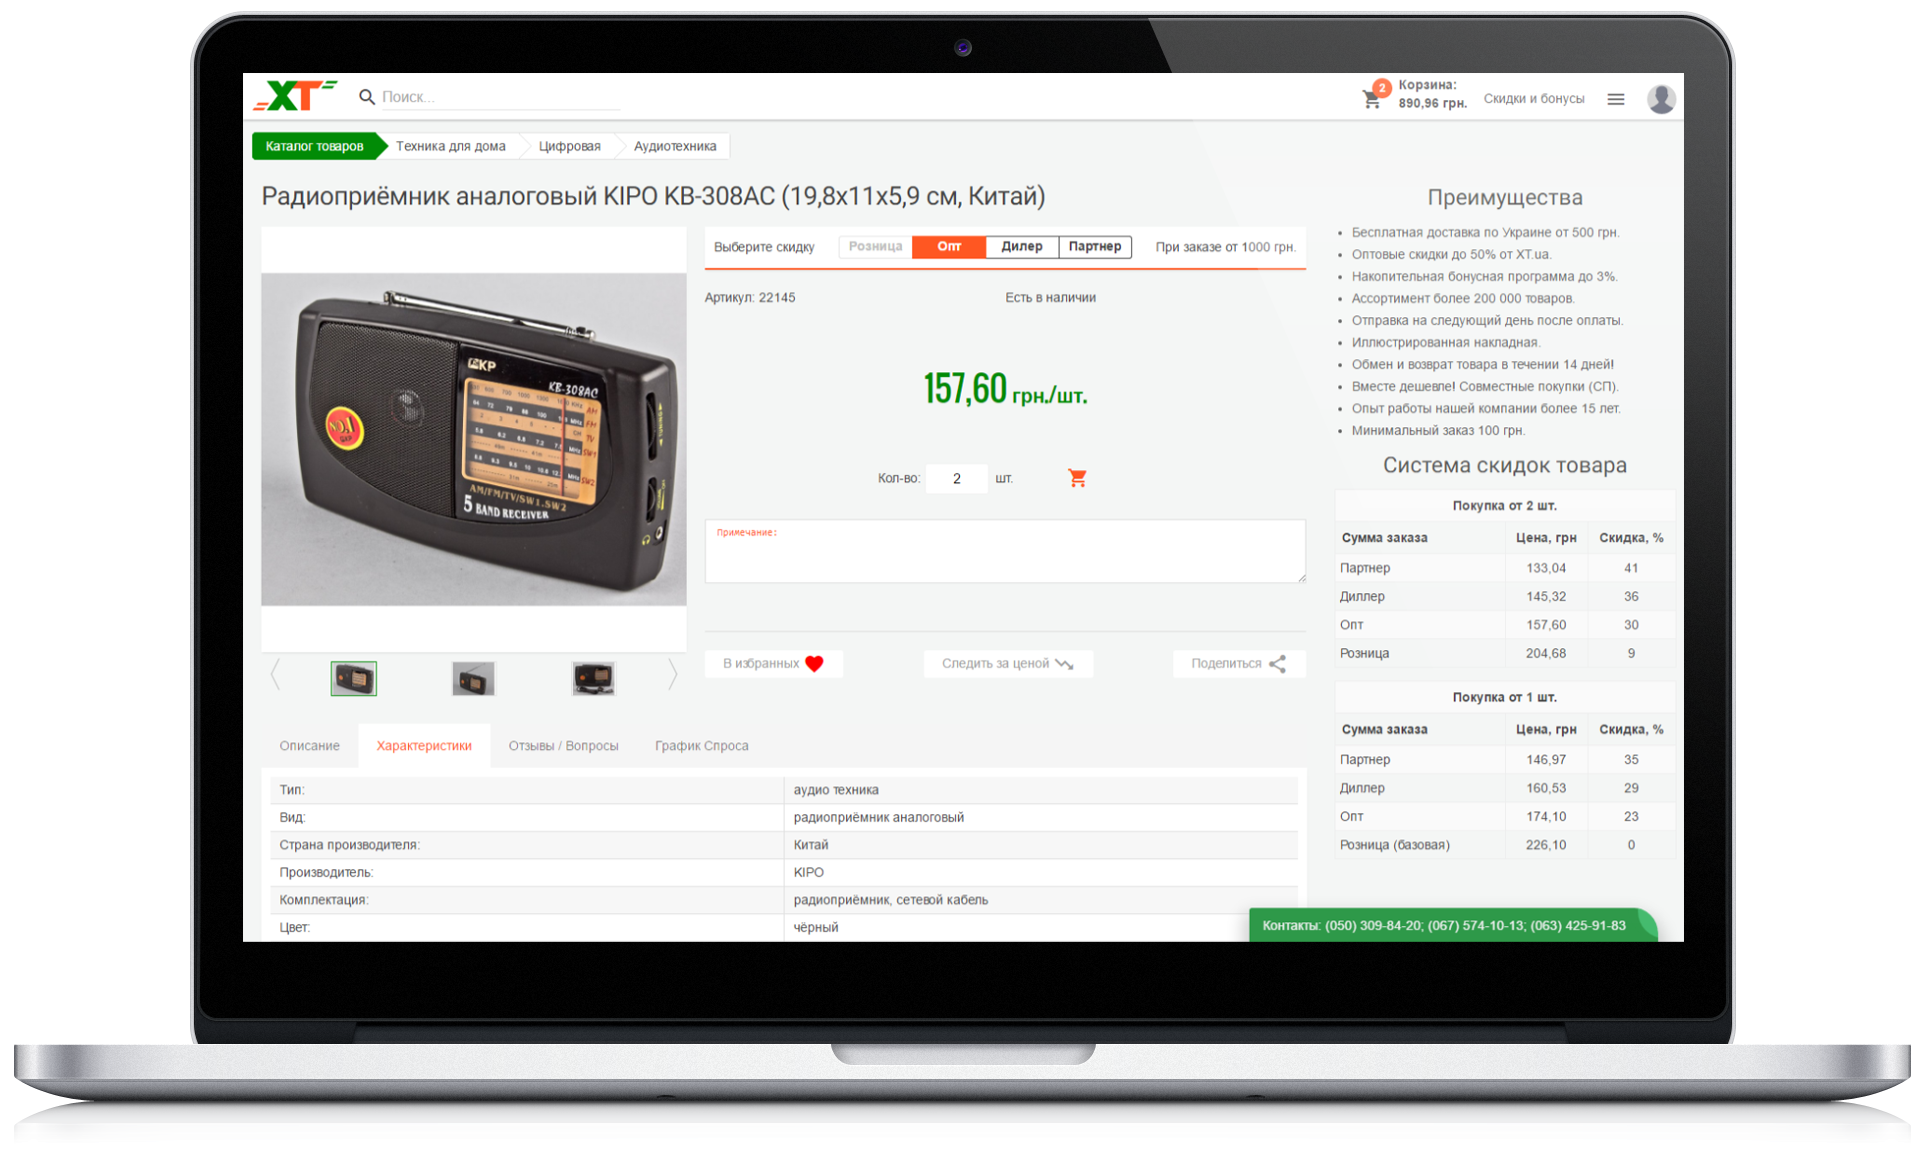 XT
Поиск...
2
Корзина:
890,96 грн.
Скидки и бонусы
Каталог товаров
Техника для дома
Цифровая
Аудиотехника
Радиоприёмник аналоговый KIPO KB-308AC (19,8x11x5,9 см, Китай)
KP
KB-308AC
NO.1
AM
FM
TV
SW1
SW2
AM/FM/TV/SW1.SW2
5 BAND RECEIVER
Выберите скидку
Розница
Опт
Дилер
Партнер
При заказе от 1000 грн.
Артикул: 22145
Есть в наличии
157,60 грн./шт.
Кол-во: 2 шт.
Примечание:
В избранных
Следить за ценой
Поделиться
Описание
Характеристики
Отзывы / Вопросы
График Спроса
Тип: аудио техника
Вид: радиоприёмник аналоговый
Страна производителя: Китай
Производитель: KIPO
Комплектация: радиоприёмник, сетевой кабель
Цвет: чёрный
Преимущества
Бесплатная доставка по Украине от 500 грн.
Оптовые скидки до 50% от XT.ua.
Накопительная бонусная программа до 3%.
Ассортимент более 200 000 товаров.
Отправка на следующий день после оплаты.
Иллюстрированная накладная.
Обмен и возврат товара в течении 14 дней!
Вместе дешевле! Совместные покупки (СП).
Опыт работы нашей компании более 15 лет.
Минимальный заказ 100 грн.
Система скидок товара
Покупка от 2 шт.
Сумма заказа Цена, грн Скидка, %
Партнер 133,04 41
Диллер 145,32 36
Опт 157,60 30
Розница 204,68 9
Покупка от 1 шт.
Сумма заказа Цена, грн Скидка, %
Партнер 146,97 35
Диллер 160,53 29
Опт 174,10 23
Розница (базовая) 226,10 0
Контакты: (050) 309-84-20; (067) 574-10-13; (063) 425-91-83